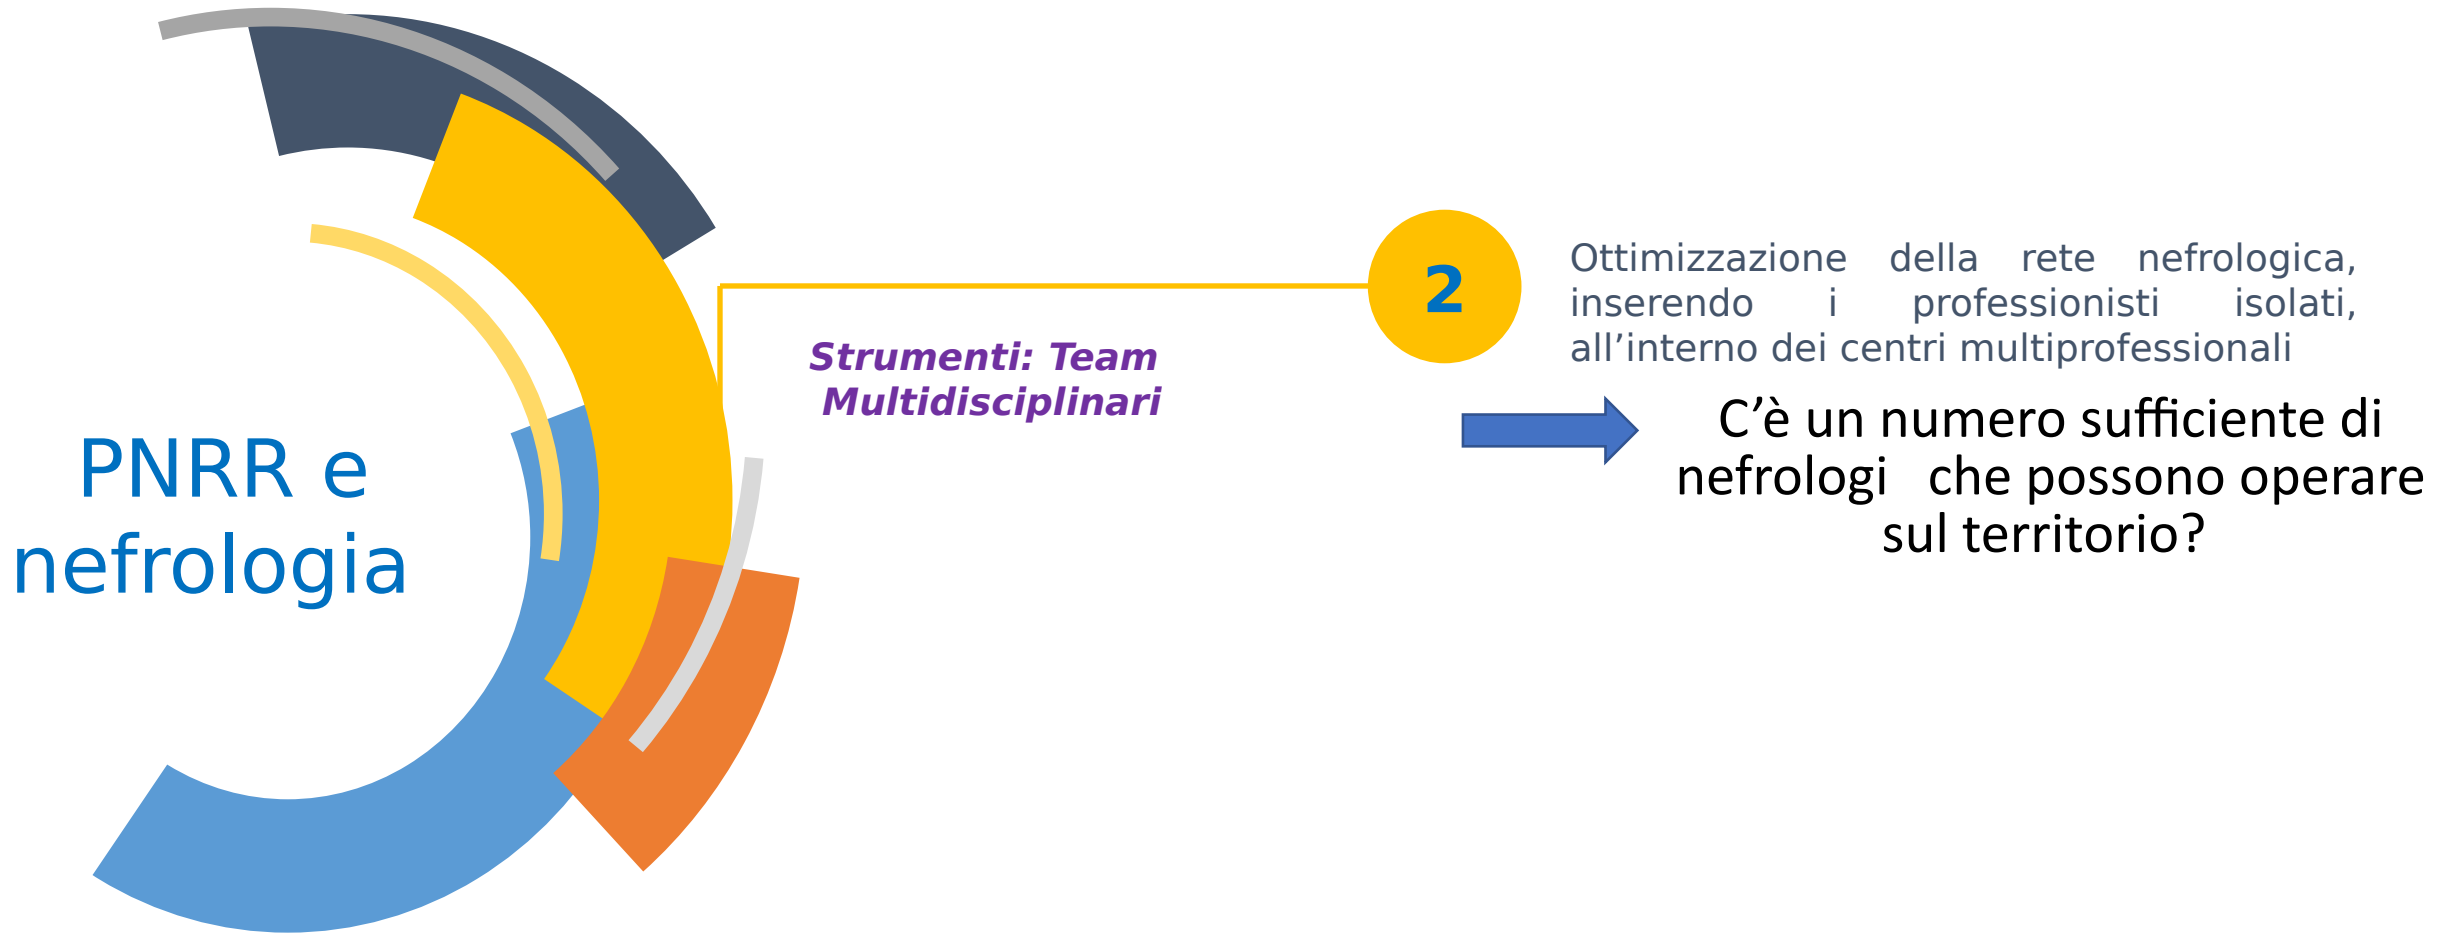 PNRR e
nefrologia
Strumenti: Team
Multidisciplinari
2
Ottimizzazione della rete nefrologica,
inserendo i professionisti isolati,
all’interno dei centri multiprofessionali
C’è un numero sufficiente di
nefrologi che possono operare
sul territorio?